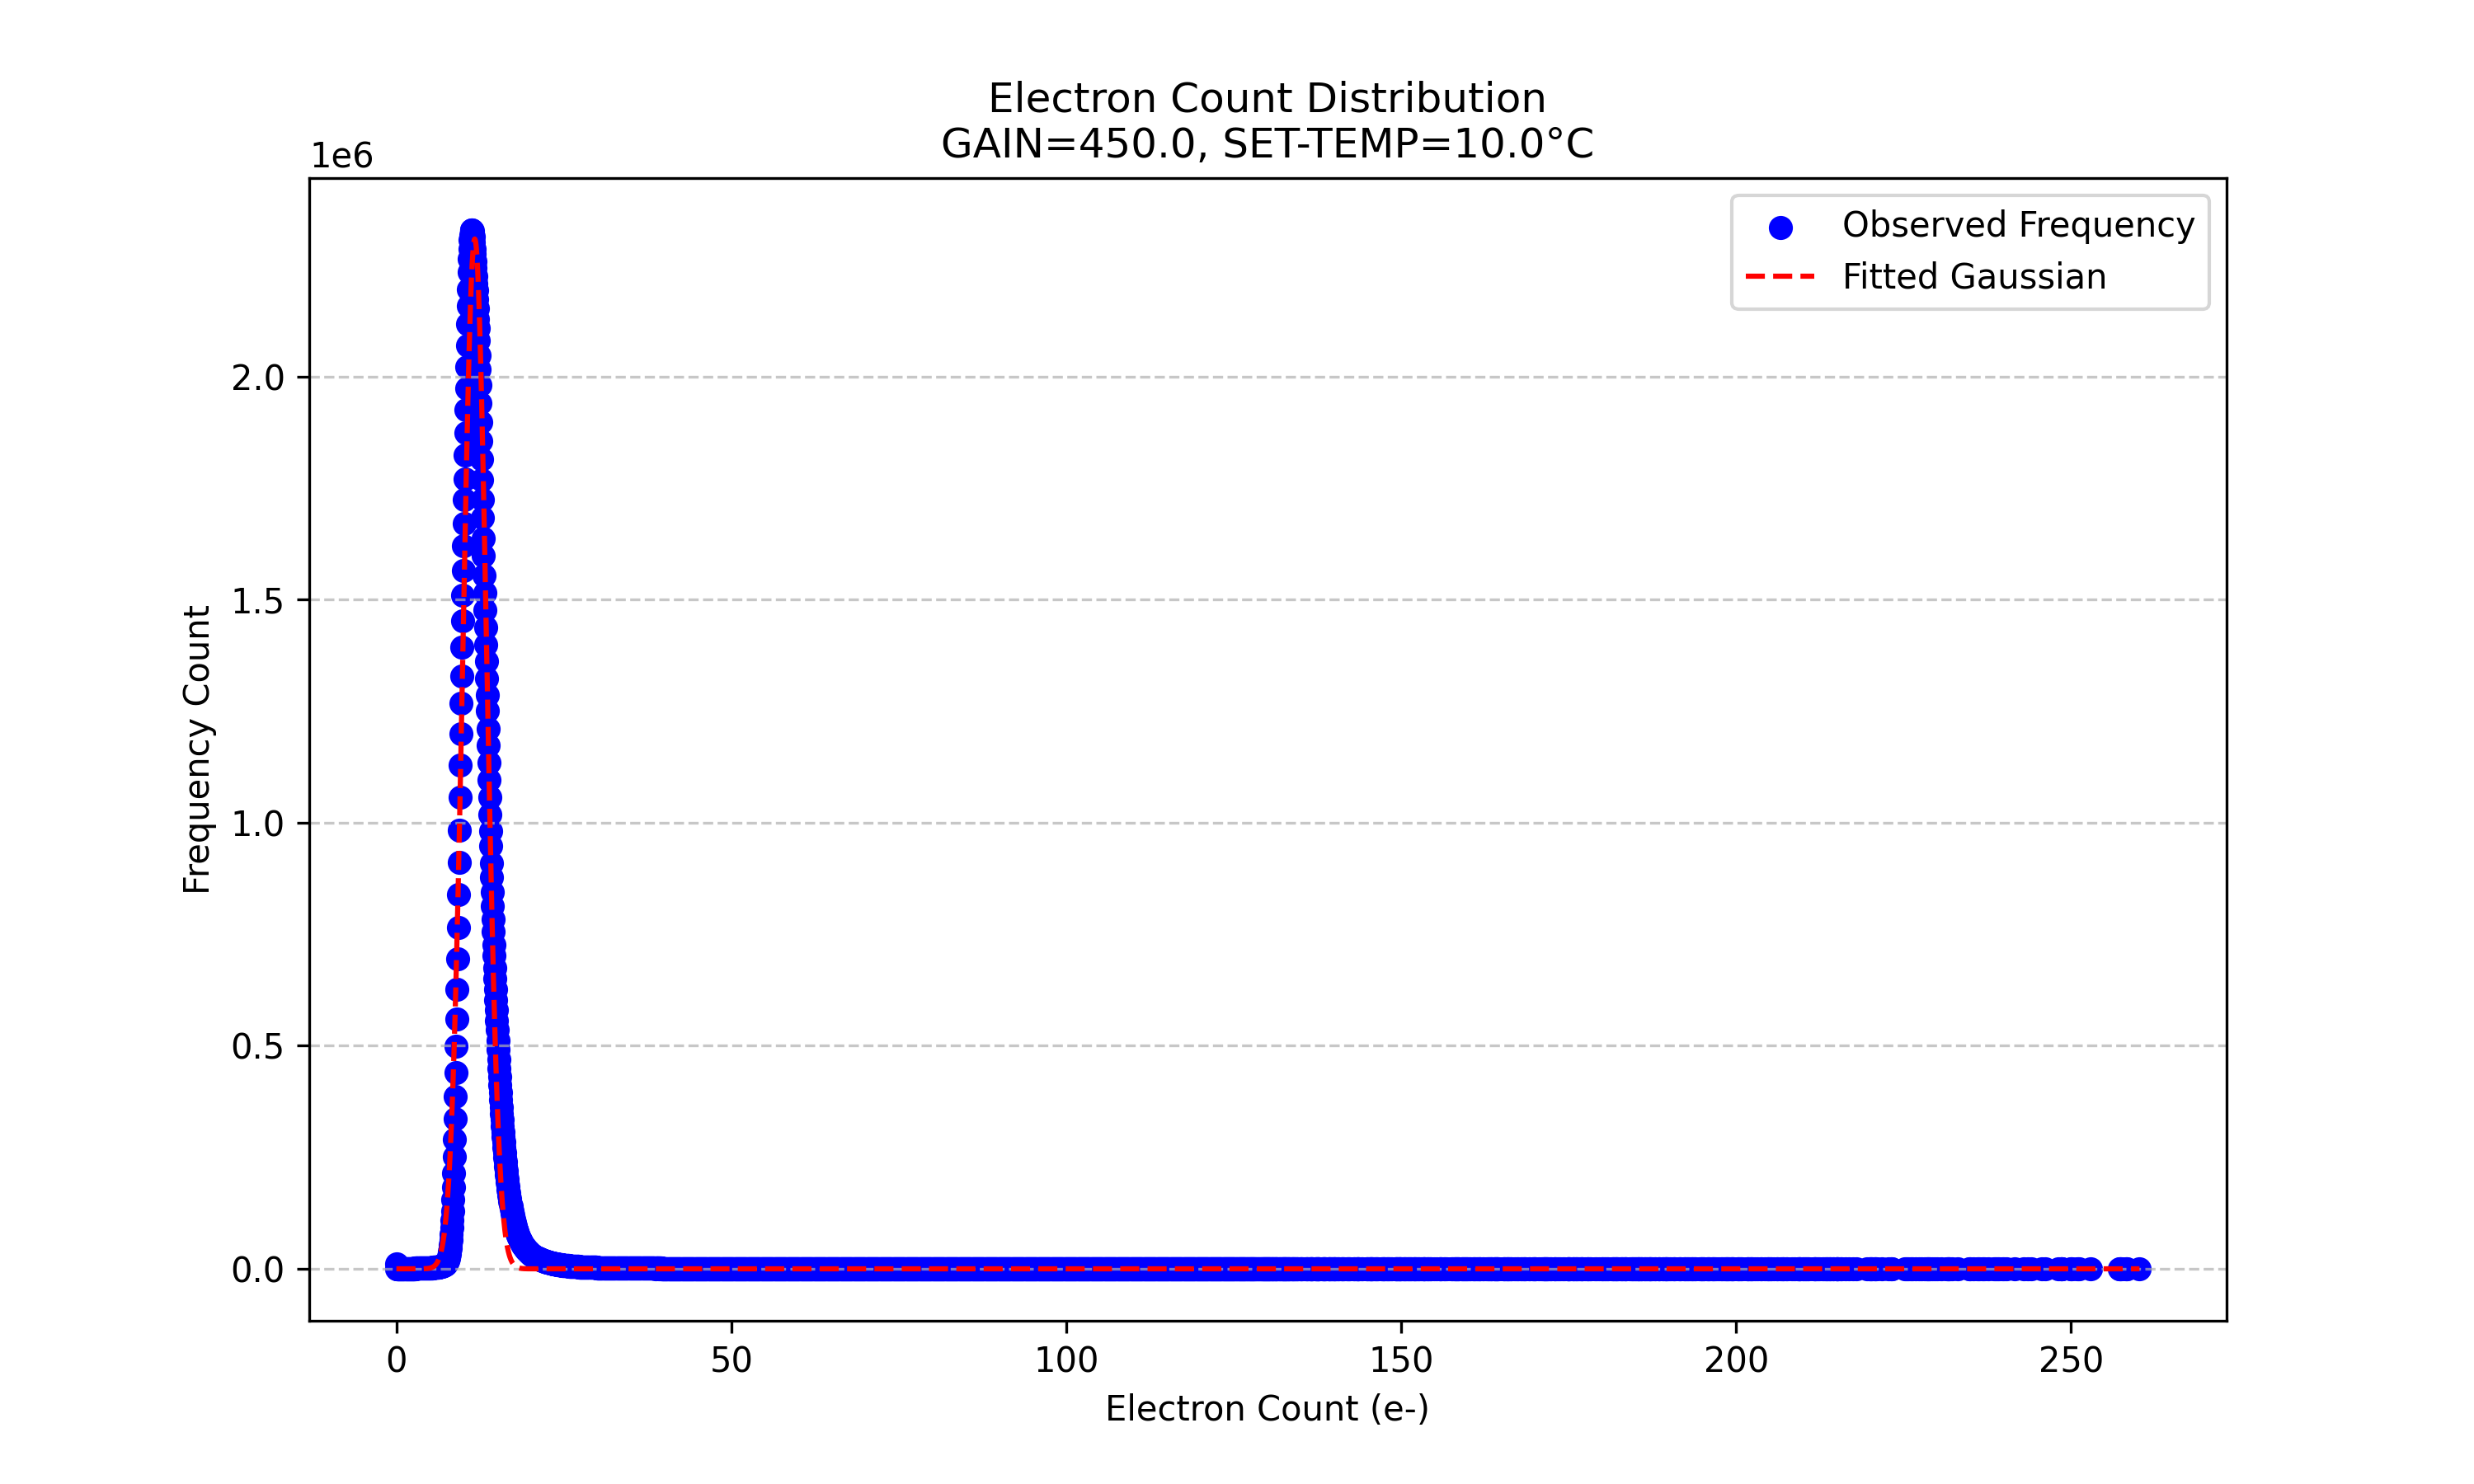 Electron Count Distribution
GAIN=450.0, SET-TEMP=10.0°C
1e6
Observed Frequency
Fitted Gaussian
2.0
1.5
1.0
0.5
0.0
Frequency Count
0 50 100 150 200 250
Electron Count (e-)